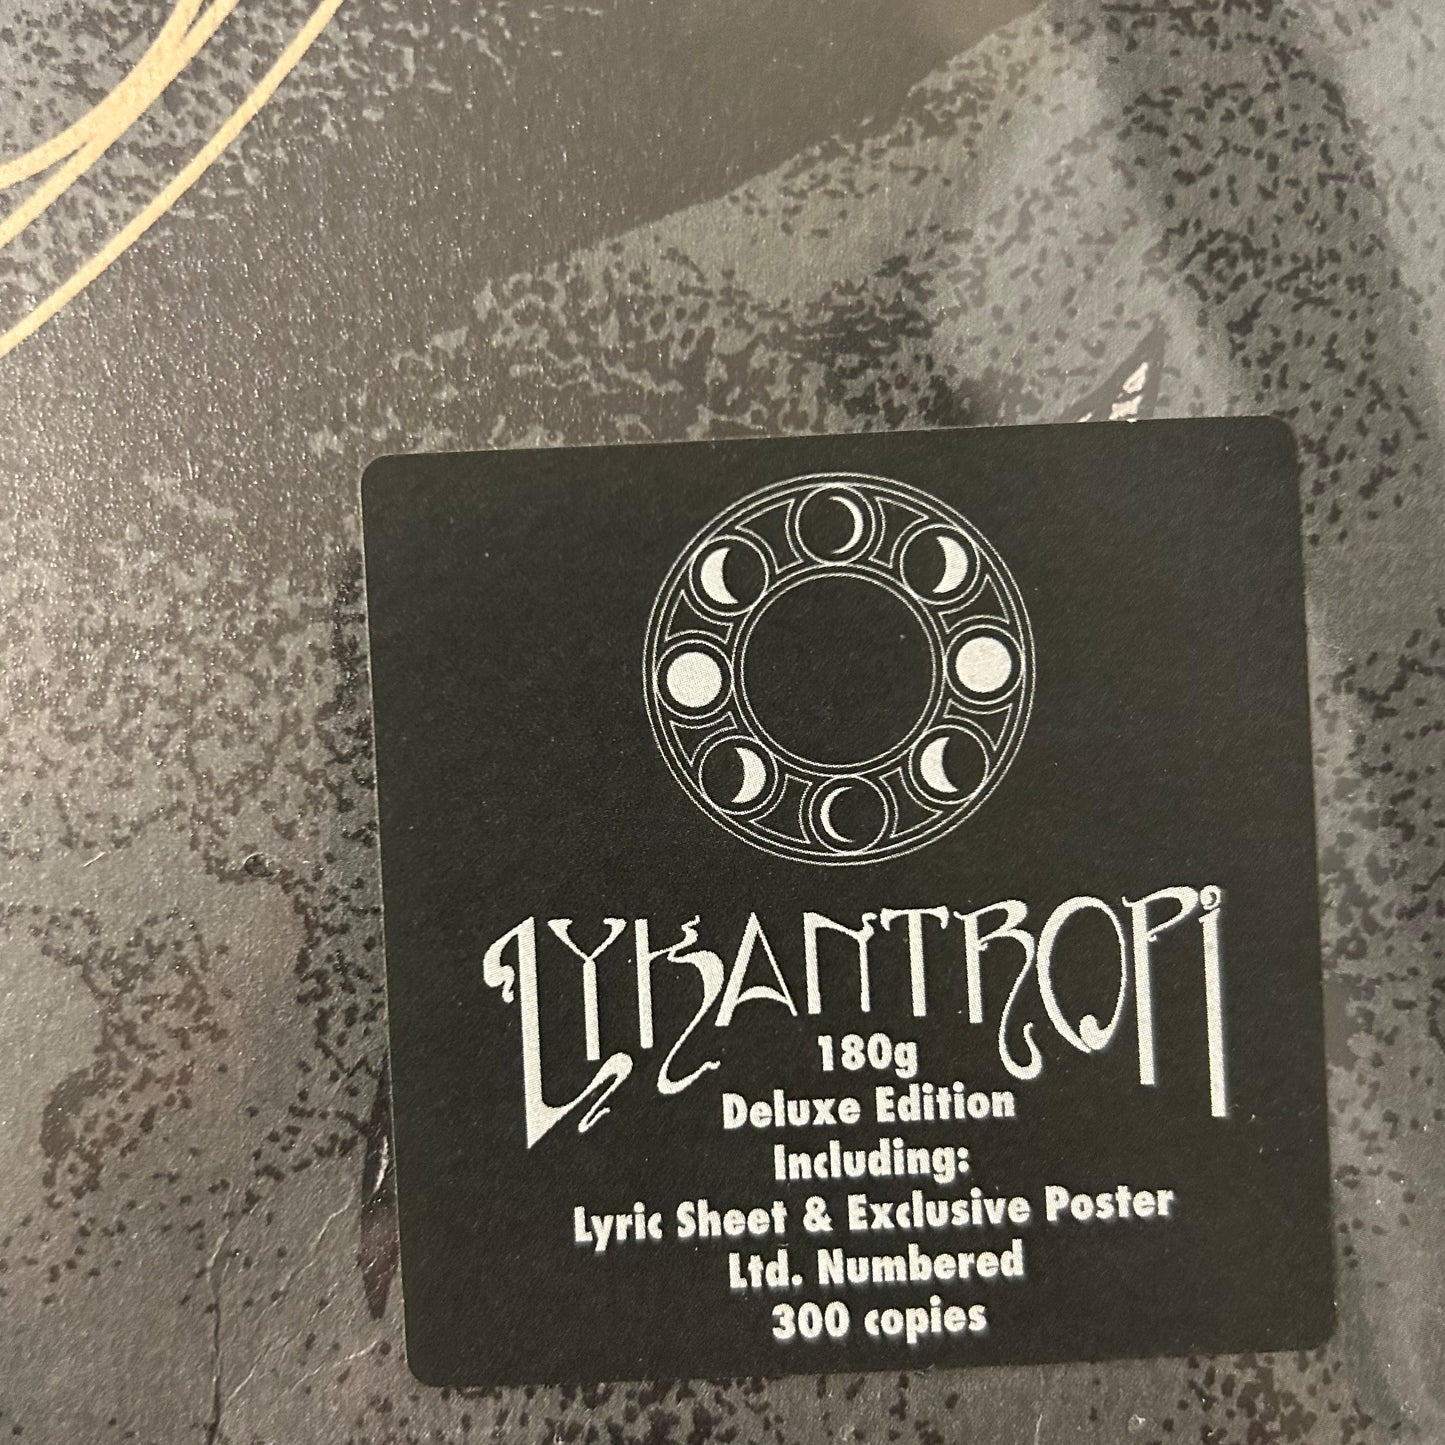 LYKANTROPi
180g
Deluxe Edition
Including:
Lyric Sheet & Exclusive Poster
Ltd. Numbered
300 copies